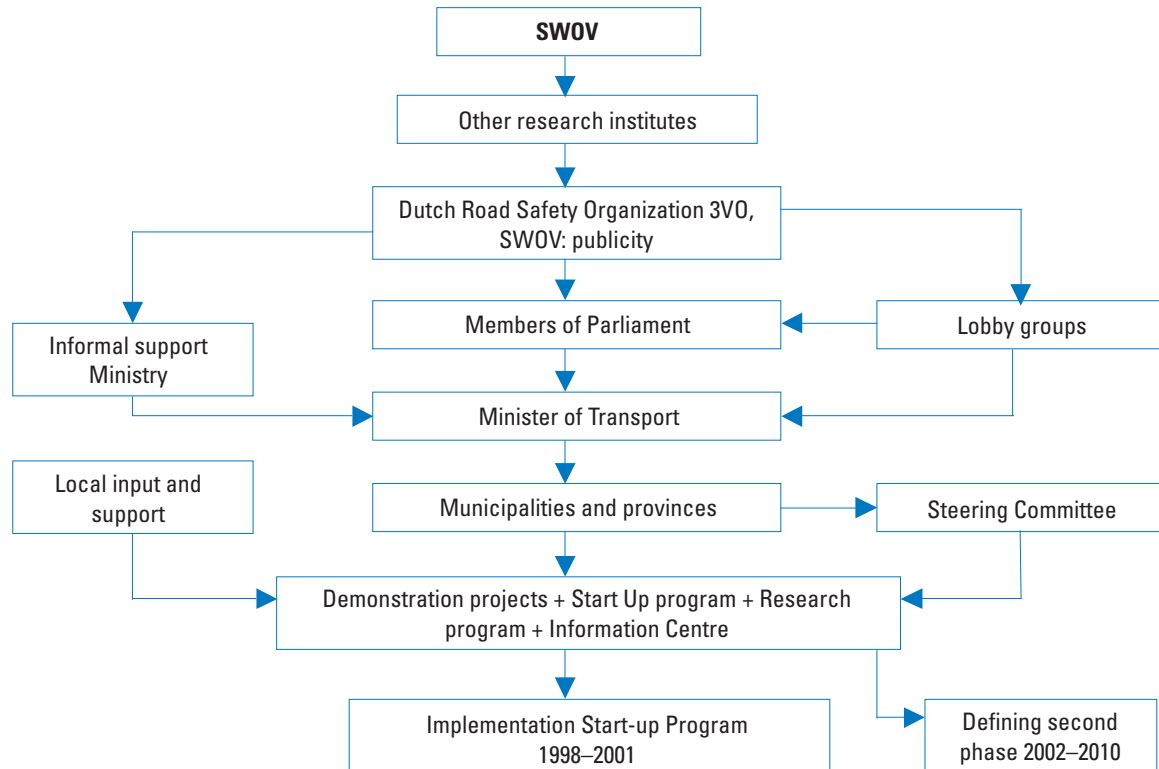 SWOV
Other research institutes
Dutch Road Safety Organization 3VO,
SWOV: publicity
Informal support
Ministry
Members of Parliament
Lobby groups
Minister of Transport
Local input and
support
Municipalities and provinces
Steering Committee
Demonstration projects + Start Up program + Research
program + Information Centre
Implementation Start-up Program
1998–2001
Defining second
phase 2002–2010